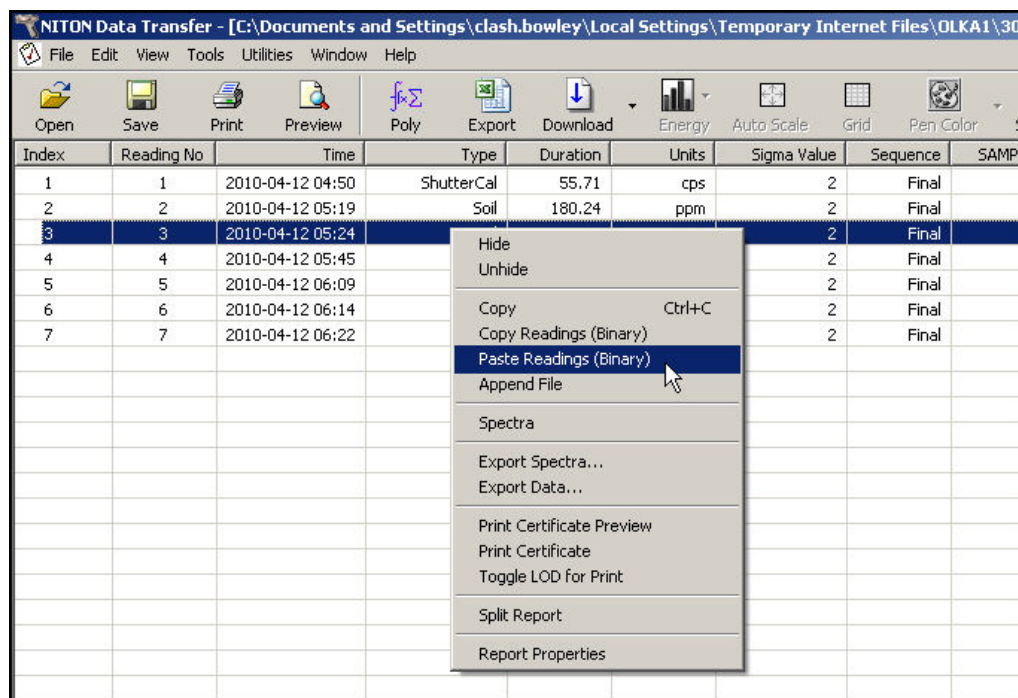 NITON Data Transfer - [C:\Documents and Settings\clash.bowley\Local Settings\Temporary Internet Files\OLKA1\30
File Edit View Tools Utilities Window Help
Open Save Print Preview Poly Export Download Energy Auto Scale Grid Pen Color
Index Reading No Time Type Duration Units Sigma Value Sequence SAMP
1 1 2010-04-12 04:50 ShutterCal 55.71 cps 2 Final
2 2 2010-04-12 05:19 Soil 180.24 ppm 2 Final
3 3 2010-04-12 05:24 2 Final
4 4 2010-04-12 05:45 2 Final
5 5 2010-04-12 06:09 2 Final
6 6 2010-04-12 06:14 2 Final
7 7 2010-04-12 06:22 2 Final
Hide
Unhide
Copy Ctrl+C
Copy Readings (Binary)
Paste Readings (Binary)
Append File
Spectra
Export Spectra...
Export Data...
Print Certificate Preview
Print Certificate
Toggle LOD for Print
Split Report
Report Properties